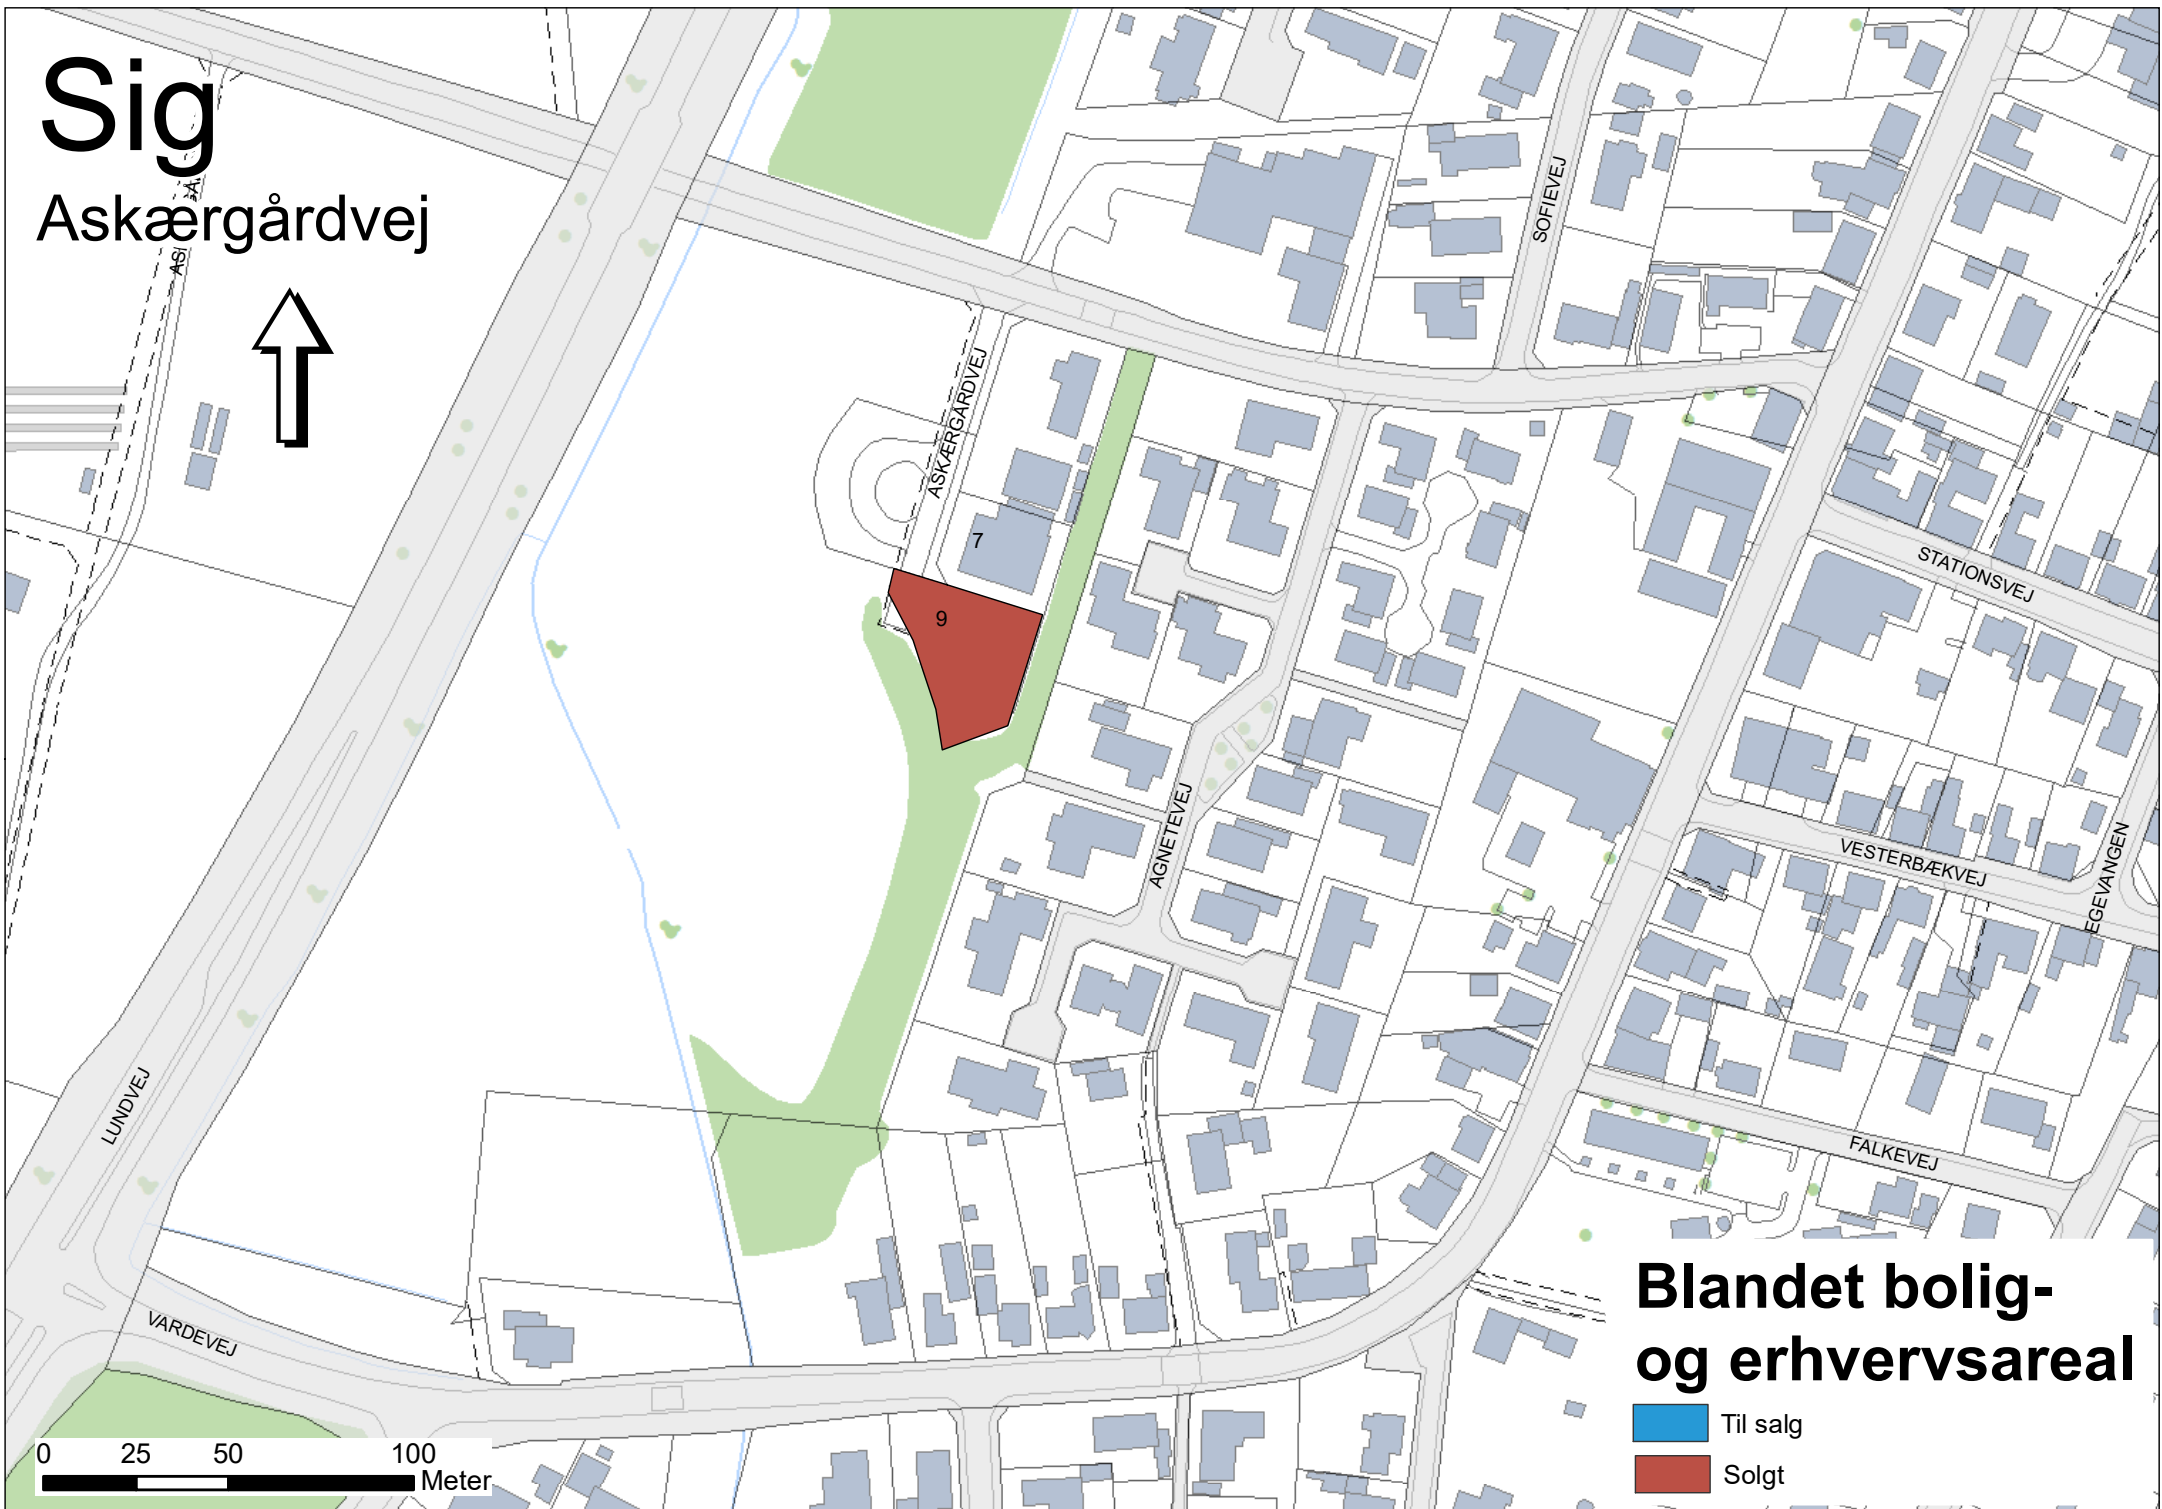 Sig
Askærgårdvej
SOFIEVEJ
ASKÆRGÅRDVEJ
7
9
STATIONSVEJ
AGNETEVEJ
VESTERBÆKVEJ
EGEVANGEN
LUNDVEJ
FALKEVEJ
VARDEVEJ
Blandet bolig-
og erhvervsareal
Til salg
Solgt
0 25 50 100
Meter